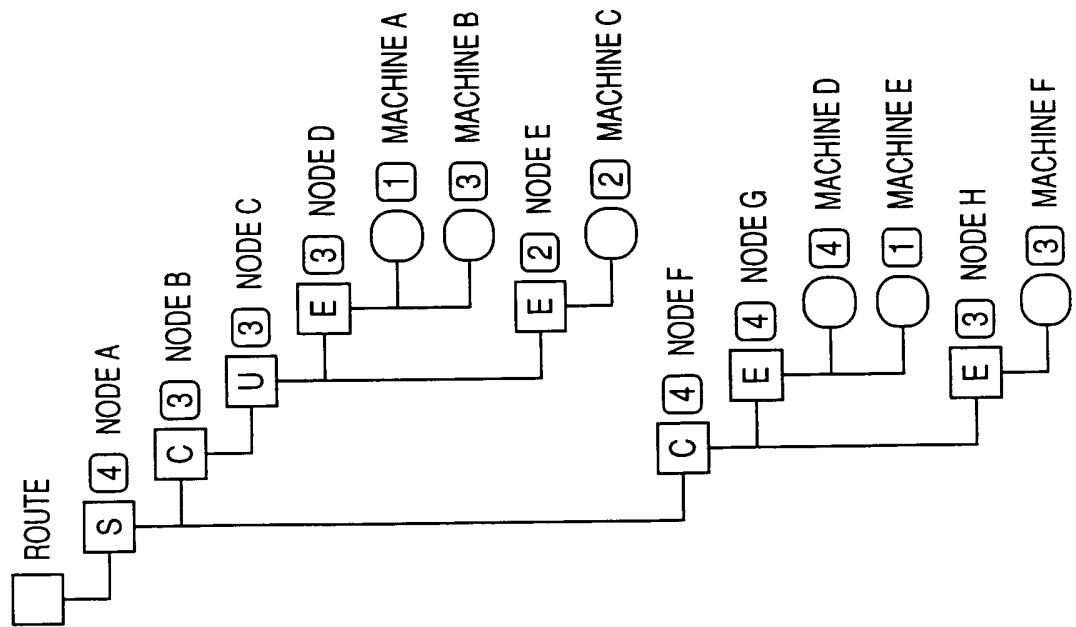 ROUTE
S 4 NODE A
C 3 NODE B
U 3 NODE C
E 3 NODE D
1 MACHINE A
3 MACHINE B
E 2 NODE E
2 MACHINE C
C 4 NODE F
E 4 NODE G
4 MACHINE D
1 MACHINE E
E 3 NODE H
3 MACHINE F